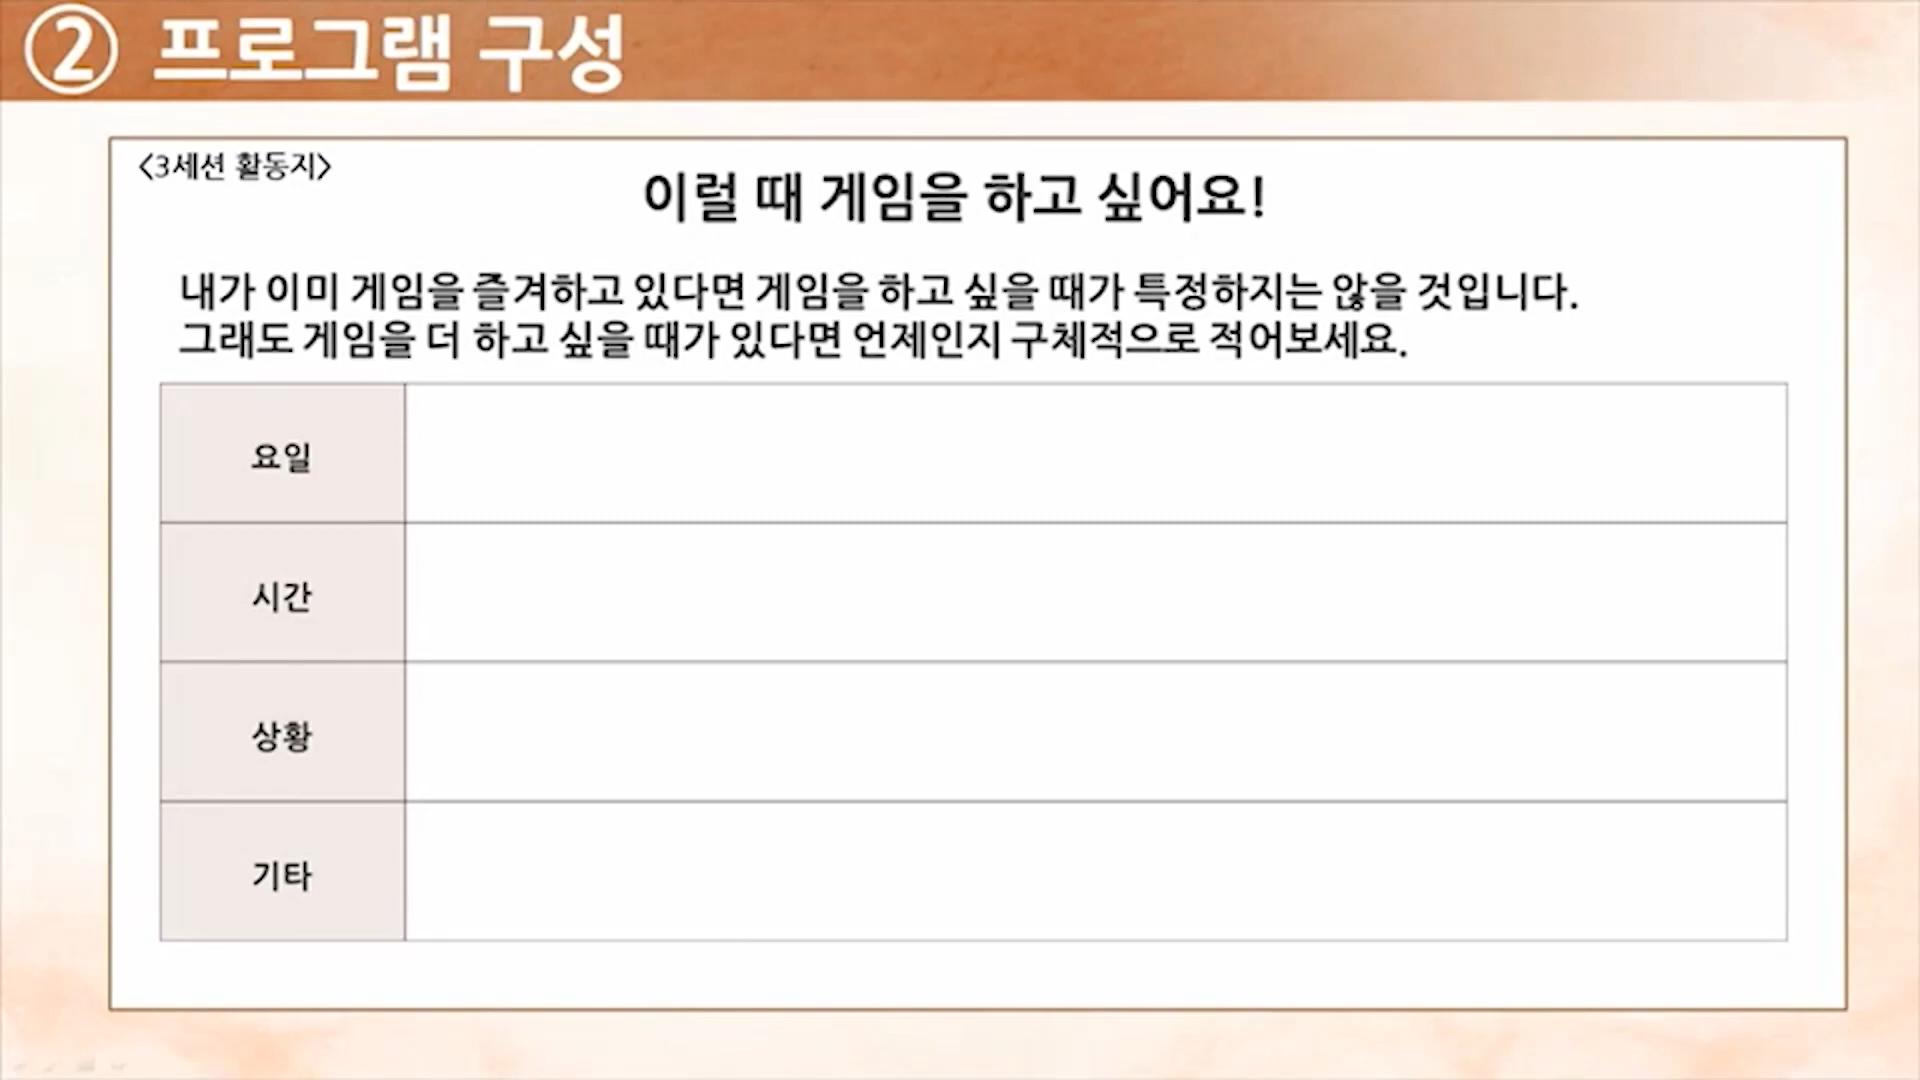 ② 프로그램 구성
<3세션 활동지>
이럴 때 게임을 하고 싶어요!
내가 이미 게임을 즐겨하고 있다면 게임을 하고 싶을 때가 특정하지는 않을 것입니다.
그래도 게임을 더 하고 싶을 때가 있다면 언제인지 구체적으로 적어보세요.
요일
시간
상황
기타